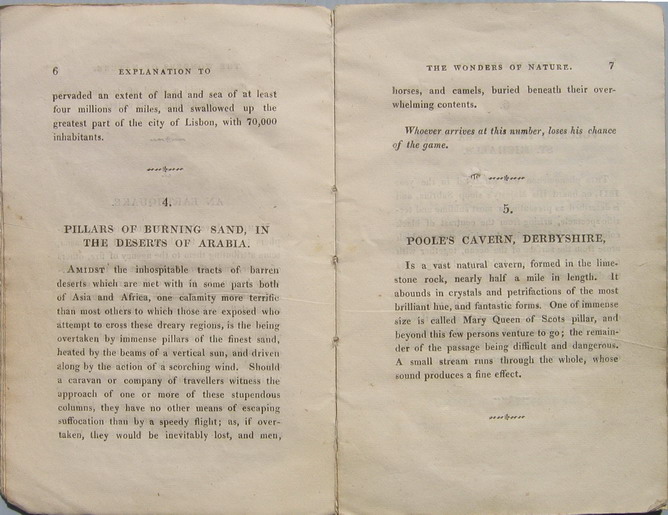 6
EXPLANATION TO
pervaded an extent of land and sea of at least
four millions of miles, and swallowed up the
greatest part of the city of Lisbon, with 70,000
inhabitants.
4.
PILLARS OF BURNING SAND, IN
THE DESERTS OF ARABIA.
AMIDST the inhospitable tracts of barren
deserts which are met with in some parts both
of Asia and Africa, one calamity more terrific
than most others to which those are exposed who
attempt to cross these dreary regions, is the being
overtaken by immense pillars of the finest sand,
heated by the beams of a vertical sun, and driven
along by the action of a scorching wind. Should
a caravan or company of travellers witness the
approach of one or more of these stupendous
columns, they have no other means of escaping
suffocation than by a speedy flight; as, if over-
taken, they would be inevitably lost, and men,
THE WONDERS OF NATURE.
7
horses, and camels, buried beneath their over-
whelming contents.
Whoever arrives at this number, loses his chance
of the game.
5.
POOLE'S CAVERN, DERBYSHIRE,
Is a vast natural cavern, formed in the lime-
stone rock, nearly half a mile in length. It
abounds in crystals and petrifactions of the most
brilliant hue, and fantastic forms. One of immense
size is called Mary Queen of Scots pillar, and
beyond this few persons venture to go; the remain-
der of the passage being difficult and dangerous.
A small stream runs through the whole, whose
sound produces a fine effect.